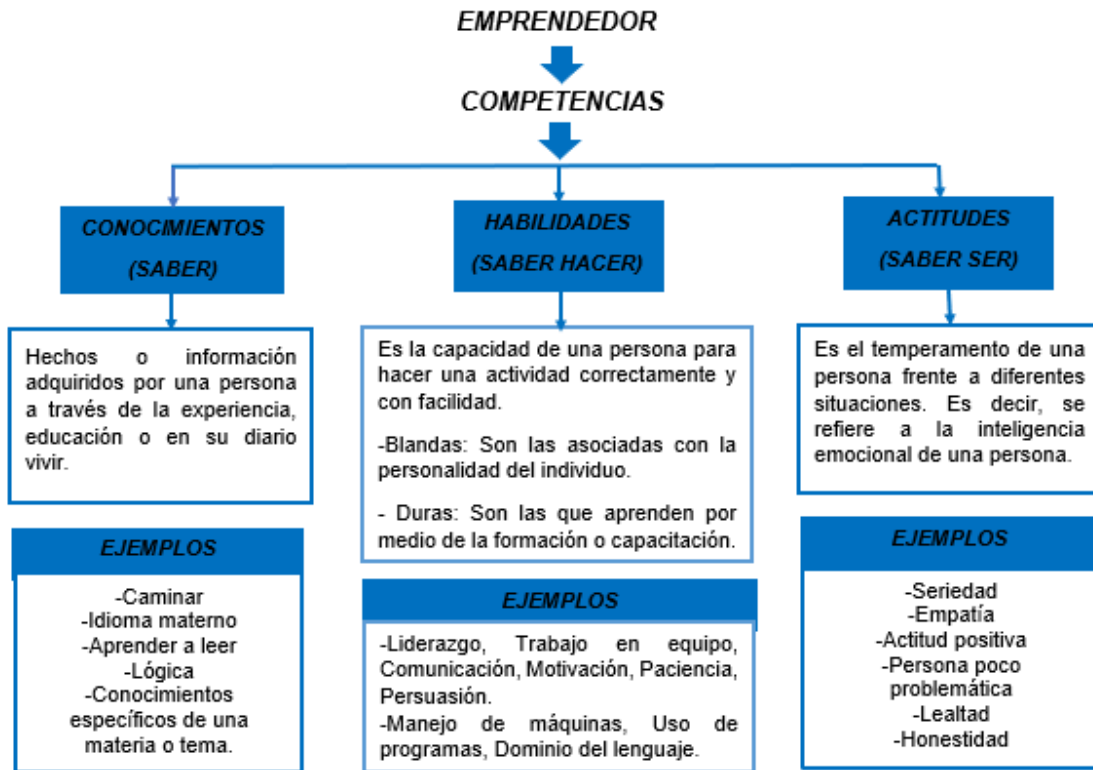 EMPRENDEDOR
COMPETENCIAS
CONOCIMIENTOS
(SABER)
Hechos o información
adquiridos por una persona
a través de la experiencia,
educación o en su diario
vivir.
EJEMPLOS
-Caminar
-Idioma materno
-Aprender a leer
-Lógica
-Conocimientos
específicos de una
materia o tema.
HABILIDADES
(SABER HACER)
Es la capacidad de una persona para
hacer una actividad correctamente y
con facilidad.
-Blandas: Son las asociadas con la
personalidad del individuo.
- Duras: Son las que aprenden por
medio de la formación o capacitación.
EJEMPLOS
-Liderazgo, Trabajo en equipo,
Comunicación, Motivación, Paciencia,
Persuasión.
-Manejo de máquinas, Uso de
programas, Dominio del lenguaje.
ACTITUDES
(SABER SER)
Es el temperamento de una
persona frente a diferentes
situaciones. Es decir, se
refiere a la inteligencia
emocional de una persona.
EJEMPLOS
-Seriedad
-Empatía
-Actitud positiva
-Persona poco
problemática
-Lealtad
-Honestidad